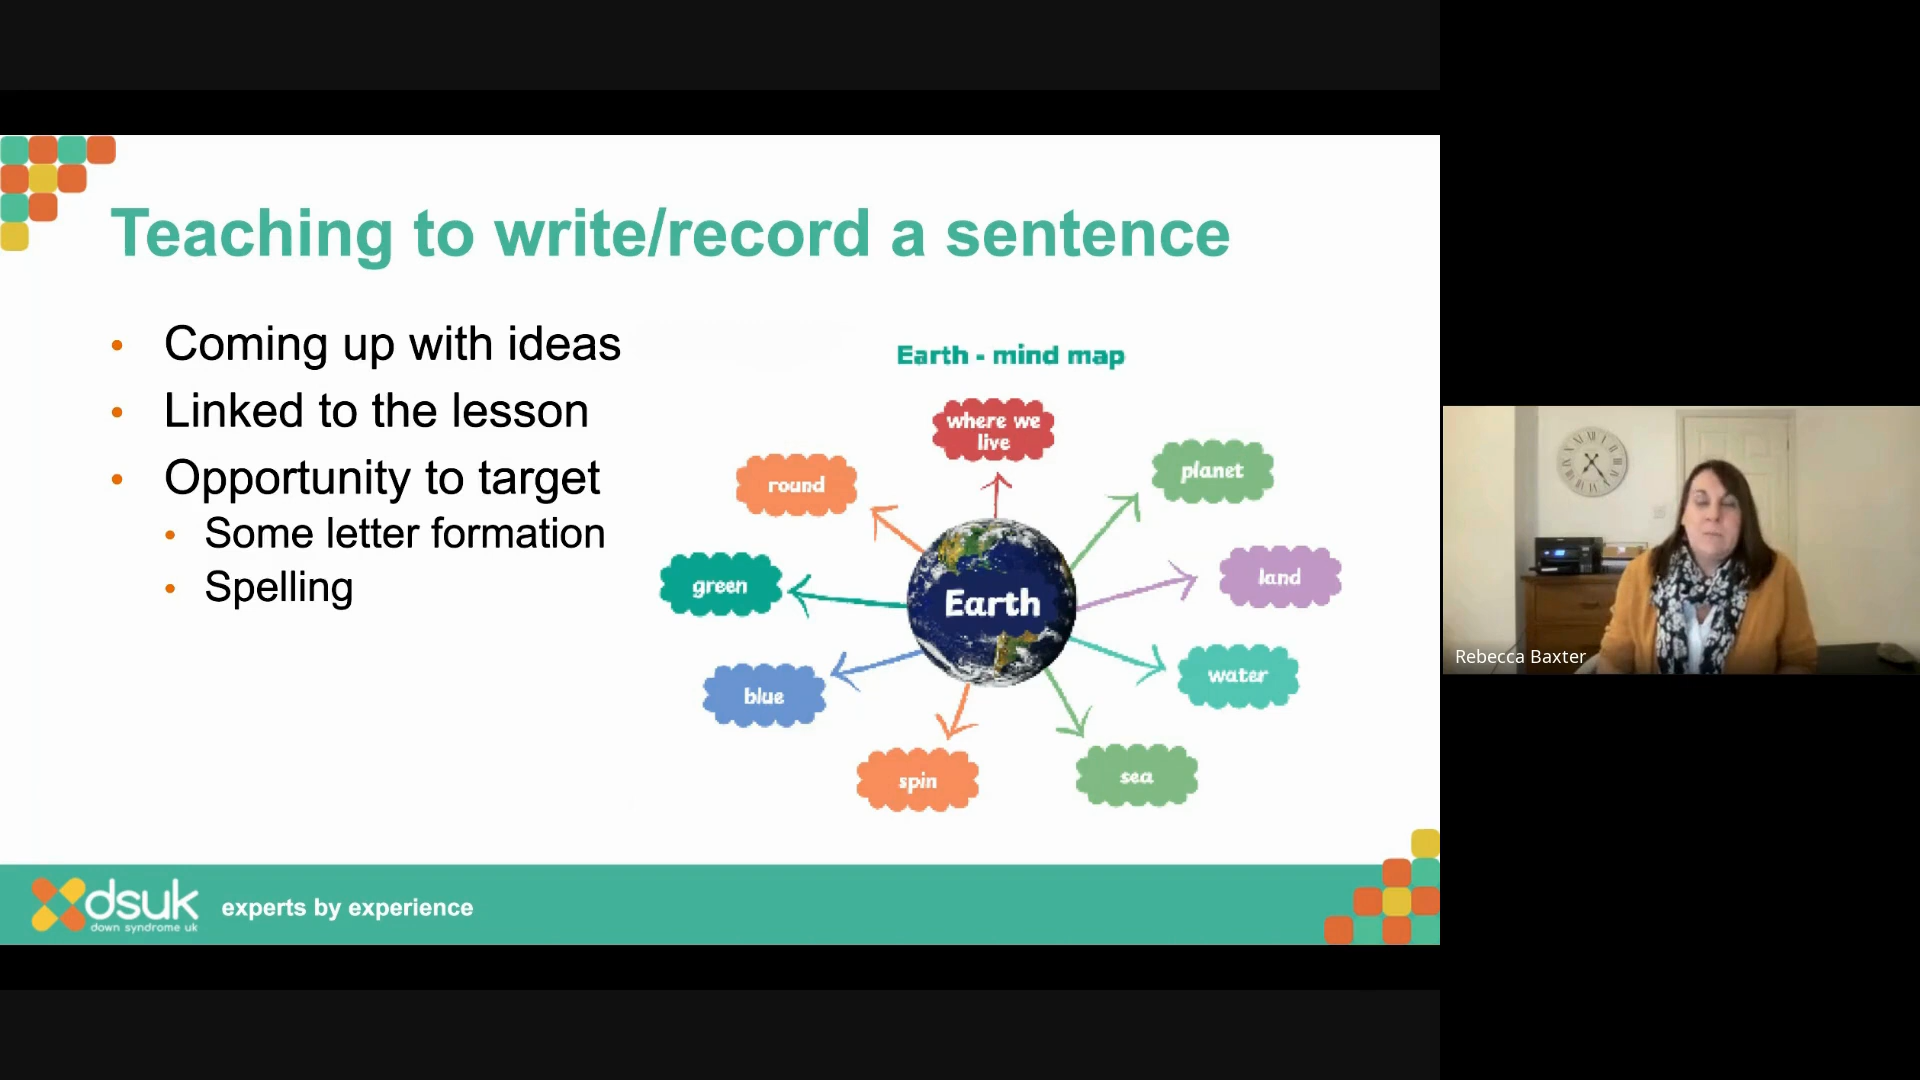 Teaching to write/record a sentence
• Coming up with ideas
• Linked to the lesson
• Opportunity to target
• Some letter formation
• Spelling
Earth - mind map
where we
live
round
planet
green
land
Earth
blue
water
spin
sea
dsuk
down syndrome uk
experts by experience
Rebecca Baxter